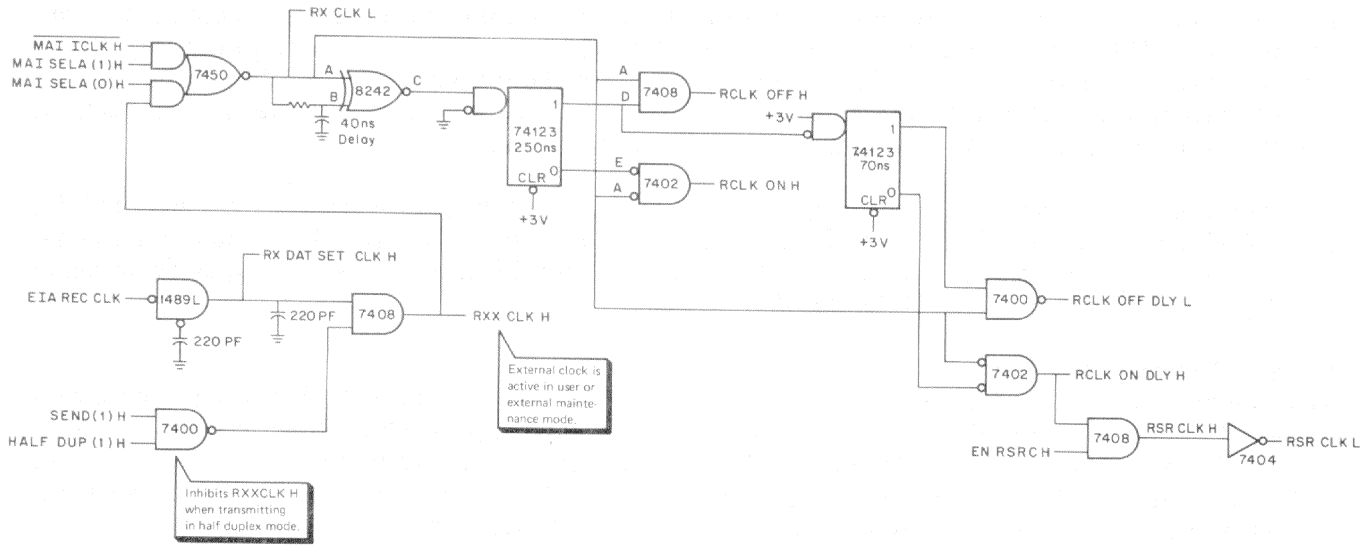 RX CLK L
MAI ICLK H
MAI SELA (1) H
MAI SELA (0) H
7450
A
B
8242
C
40ns
Delay
1
74123
250ns
0
CLR
+3V
A
D
7408
RCLK OFF H
E
A
7402
RCLK ON H
+3V
1
74123
70ns
0
CLR
+3V
RX DAT SET CLK H
EIA REC CLK
1489L
220 PF
220 PF
7408
RXX CLK H
External clock is
active in user or
external mainte-
nance mode.
SEND (1) H
HALF DUP (1) H
7400
Inhibits RXXCLK H
when transmitting
in half duplex mode.
7400
RCLK OFF DLY L
7402
RCLK ON DLY H
EN RSRC H
7408
RSR CLK H
7404
RSR CLK L